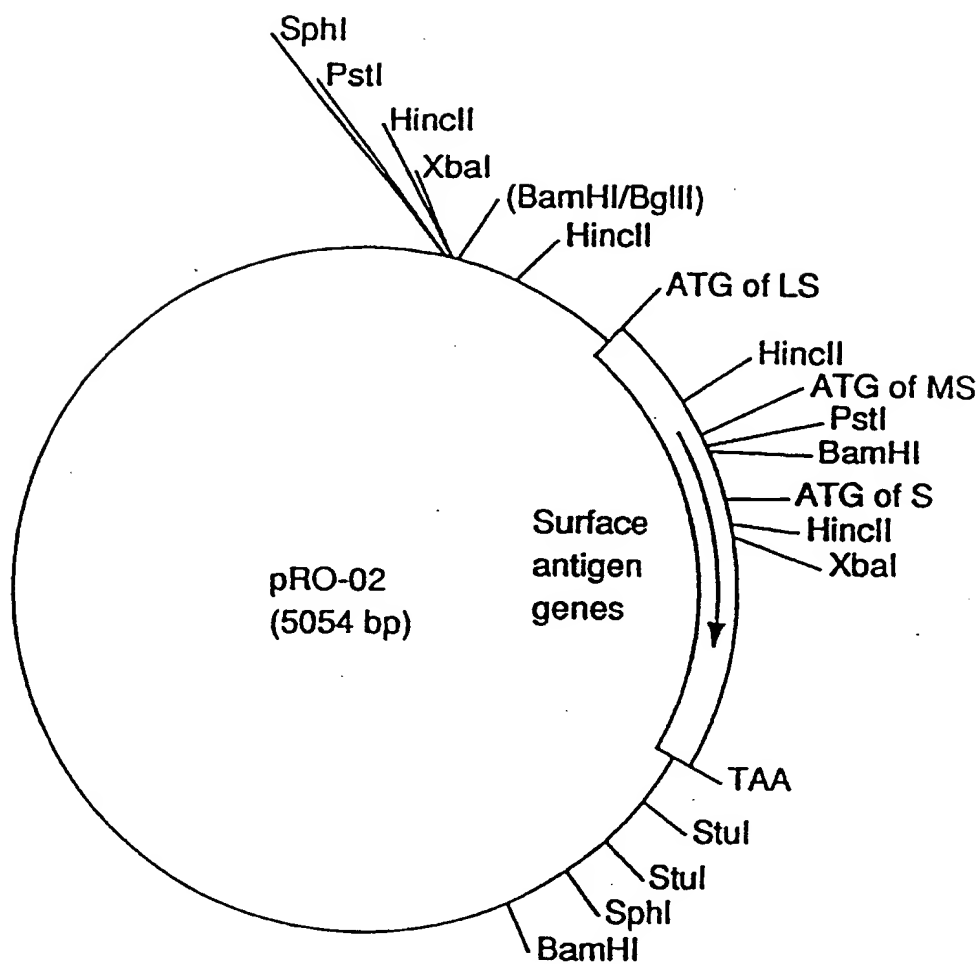 SphI
PstI
HincII
XbaI
(BamHI/BglII)
HincII
ATG of LS
HincII
ATG of MS
PstI
BamHI
ATG of S
HincII
XbaI
Surface
antigen
genes
pRO-02
(5054 bp)
TAA
StuI
StuI
SphI
BamHI